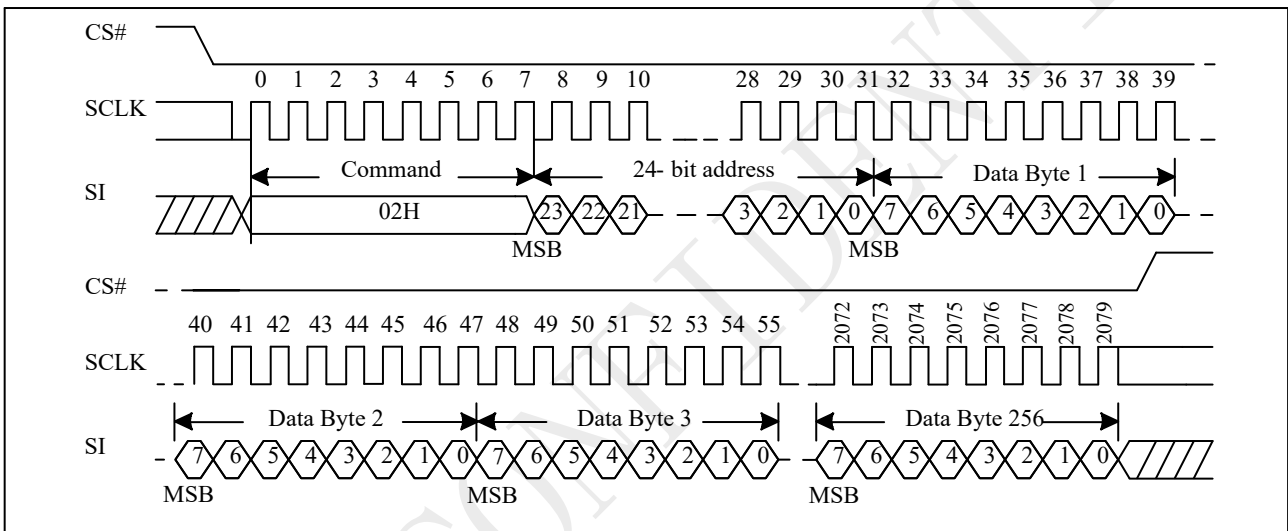 CS#
0 1 2 3 4 5 6 7 8 9 10 28 29 30 31 32 33 34 35 36 37 38 39
SCLK
Command 24- bit address Data Byte 1
SI
02H 23 22 21 3 2 1 0 7 6 5 4 3 2 1 0
MSB MSB
CS#
40 41 42 43 44 45 46 47 48 49 50 51 52 53 54 55 2072 2073 2074 2075 2076 2077 2078 2079
SCLK
Data Byte 2 Data Byte 3 Data Byte 256
SI
7 6 5 4 3 2 1 0 7 6 5 4 3 2 1 0 7 6 5 4 3 2 1 0
MSB MSB MSB